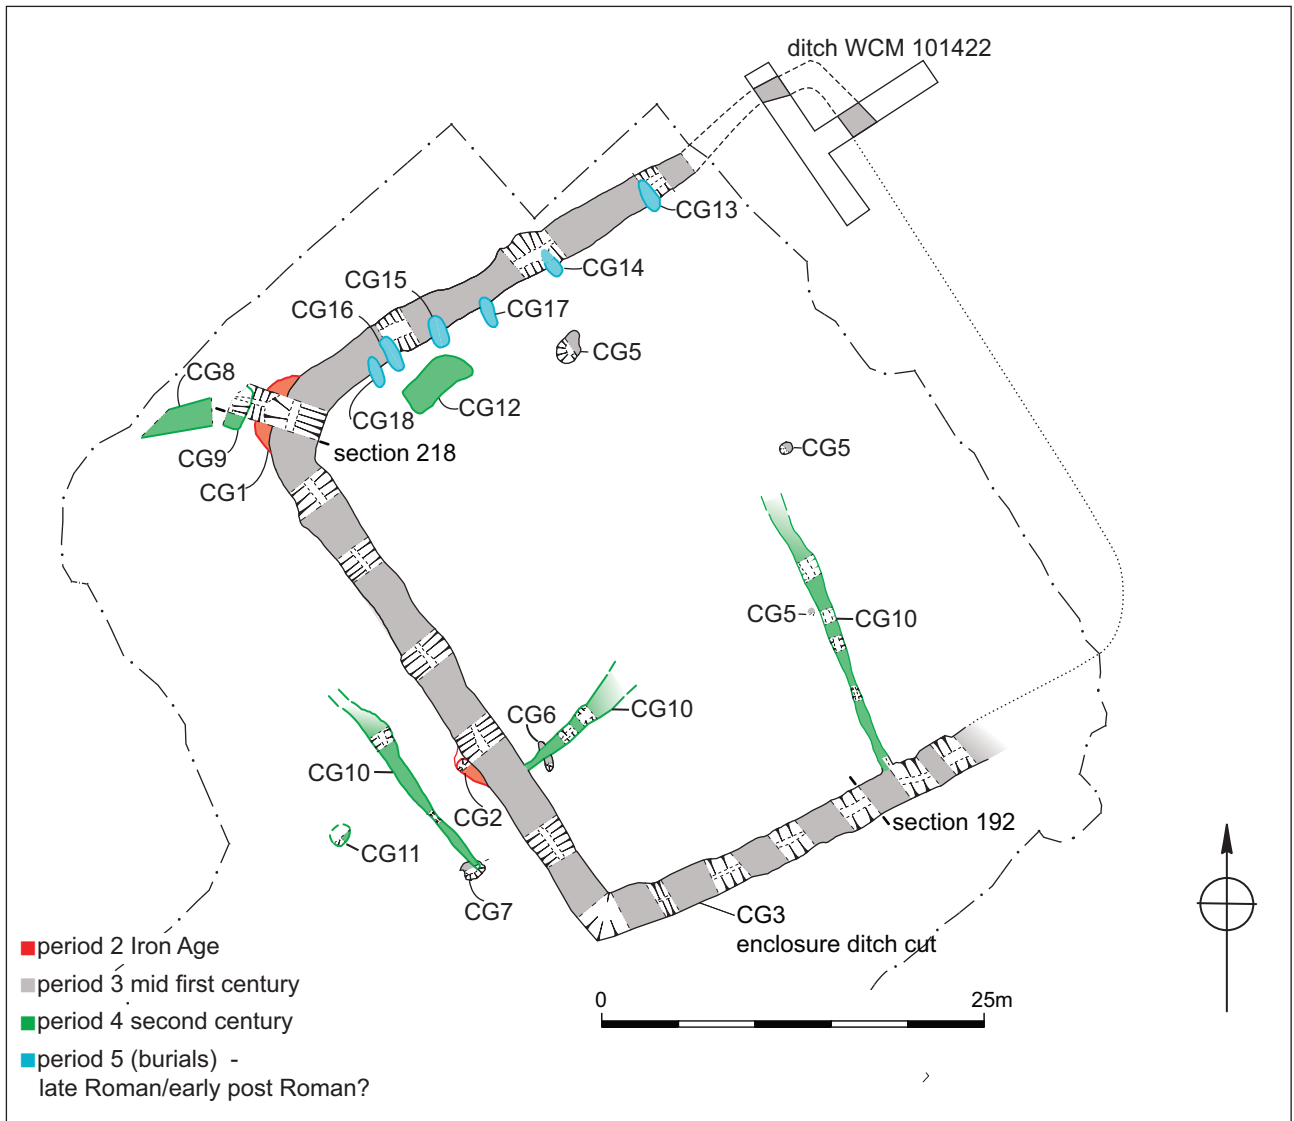 ditch WCM 101422
CG13
CG14
CG15
CG16
CG17
CG5
CG8
CG12
CG18
section 218
CG9
CG1
CG5
CG5
CG10
CG10
CG6
CG10
CG2
section 192
CG11
CG7
CG3
enclosure ditch cut
period 2 Iron Age
period 3 mid first century
period 4 second century
period 5 (burials) -
late Roman/early post Roman?
0 25m